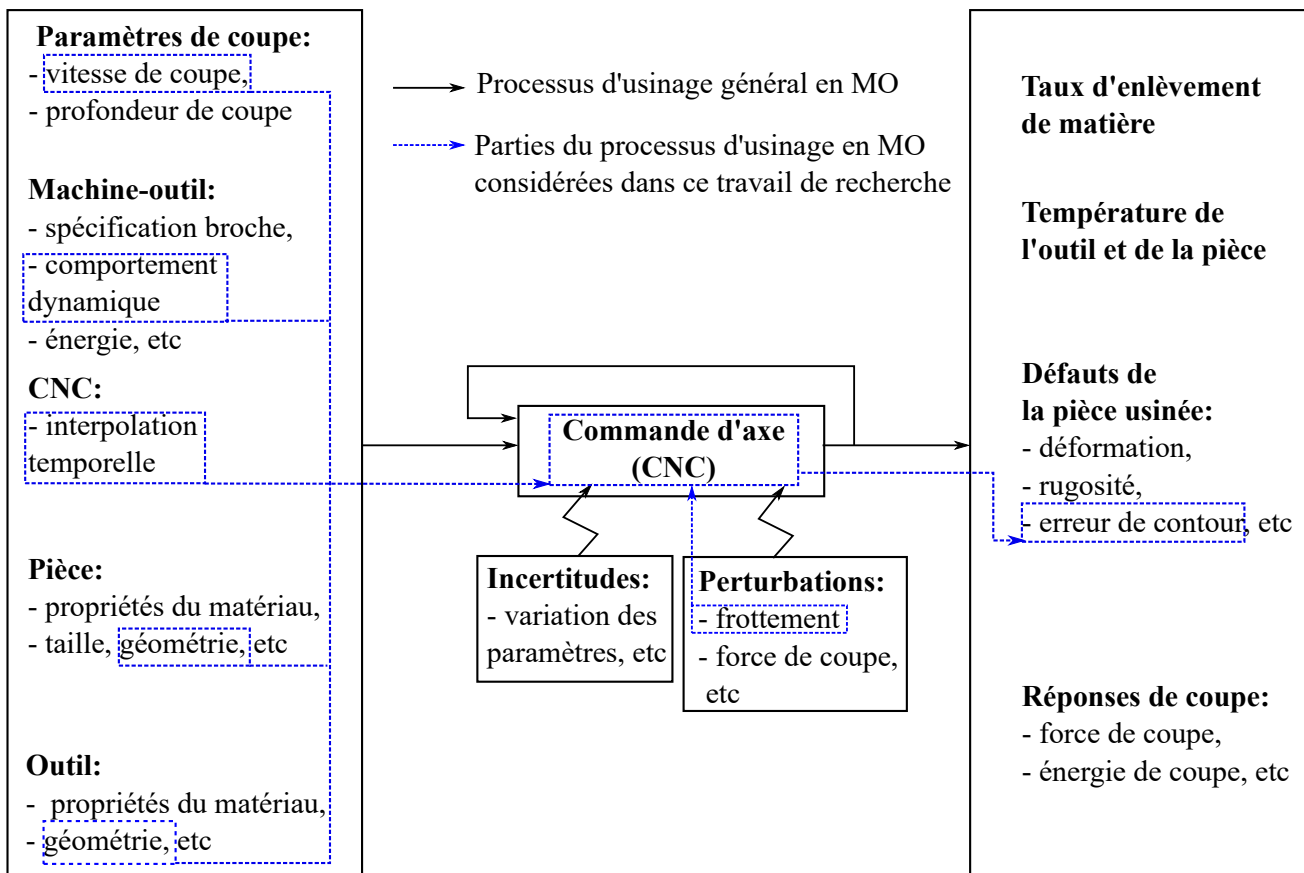 Paramètres de coupe:
- vitesse de coupe,
- profondeur de coupe
Machine-outil:
- spécification broche,
- comportement
dynamique
- énergie, etc
CNC:
- interpolation
temporelle
Pièce:
- propriétés du matériau,
- taille, géométrie, etc
Outil:
- propriétés du matériau,
- géométrie, etc
Processus d'usinage général en MO
Parties du processus d'usinage en MO
considérées dans ce travail de recherche
Commande d'axe
(CNC)
Incertitudes:
- variation des
paramètres, etc
Perturbations:
- frottement
- force de coupe,
etc
Taux d'enlèvement
de matière
Température de
l'outil et de la pièce
Défauts de
la pièce usinée:
- déformation,
- rugosité,
- erreur de contour, etc
Réponses de coupe:
- force de coupe,
- énergie de coupe, etc